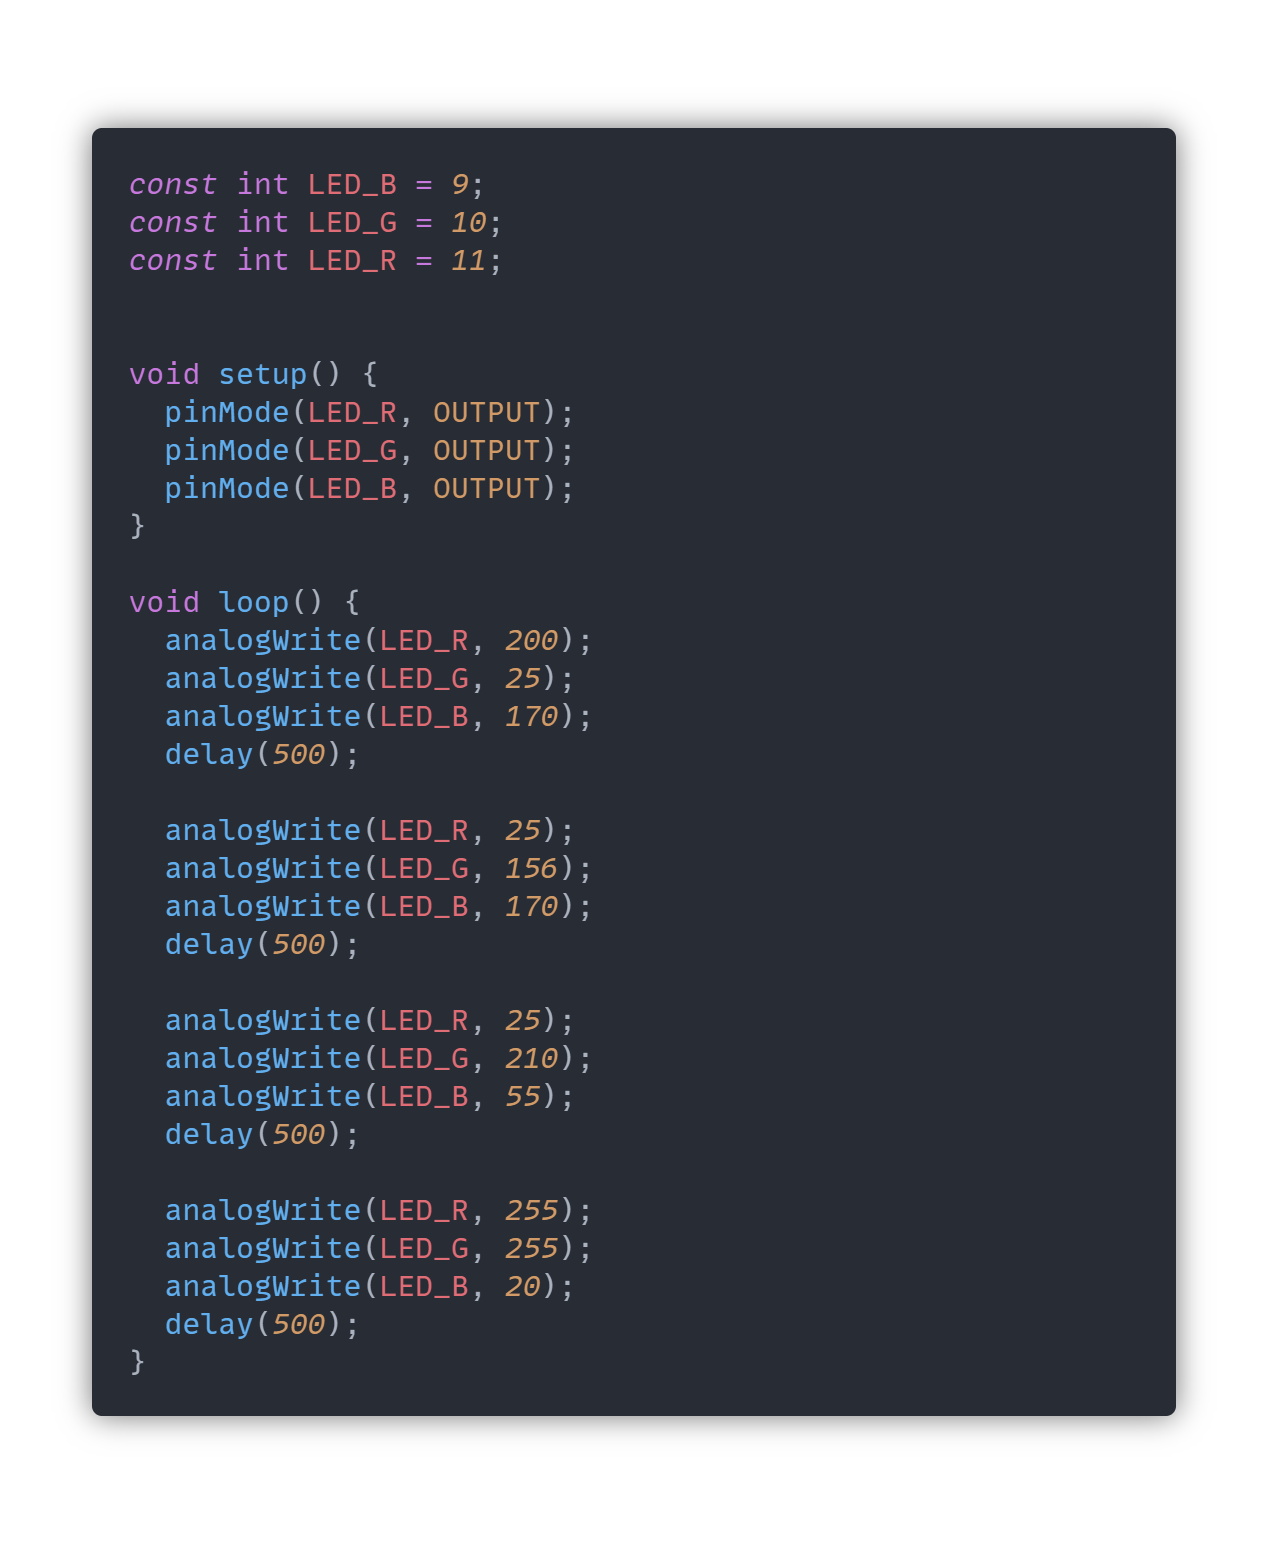 const int LED_B = 9;
const int LED_G = 10;
const int LED_R = 11;


void setup() {
  pinMode(LED_R, OUTPUT);
  pinMode(LED_G, OUTPUT);
  pinMode(LED_B, OUTPUT);
}

void loop() {
  analogWrite(LED_R, 200);
  analogWrite(LED_G, 25);
  analogWrite(LED_B, 170);
  delay(500);

  analogWrite(LED_R, 25);
  analogWrite(LED_G, 156);
  analogWrite(LED_B, 170);
  delay(500);

  analogWrite(LED_R, 25);
  analogWrite(LED_G, 210);
  analogWrite(LED_B, 55);
  delay(500);

  analogWrite(LED_R, 255);
  analogWrite(LED_G, 255);
  analogWrite(LED_B, 20);
  delay(500);
}